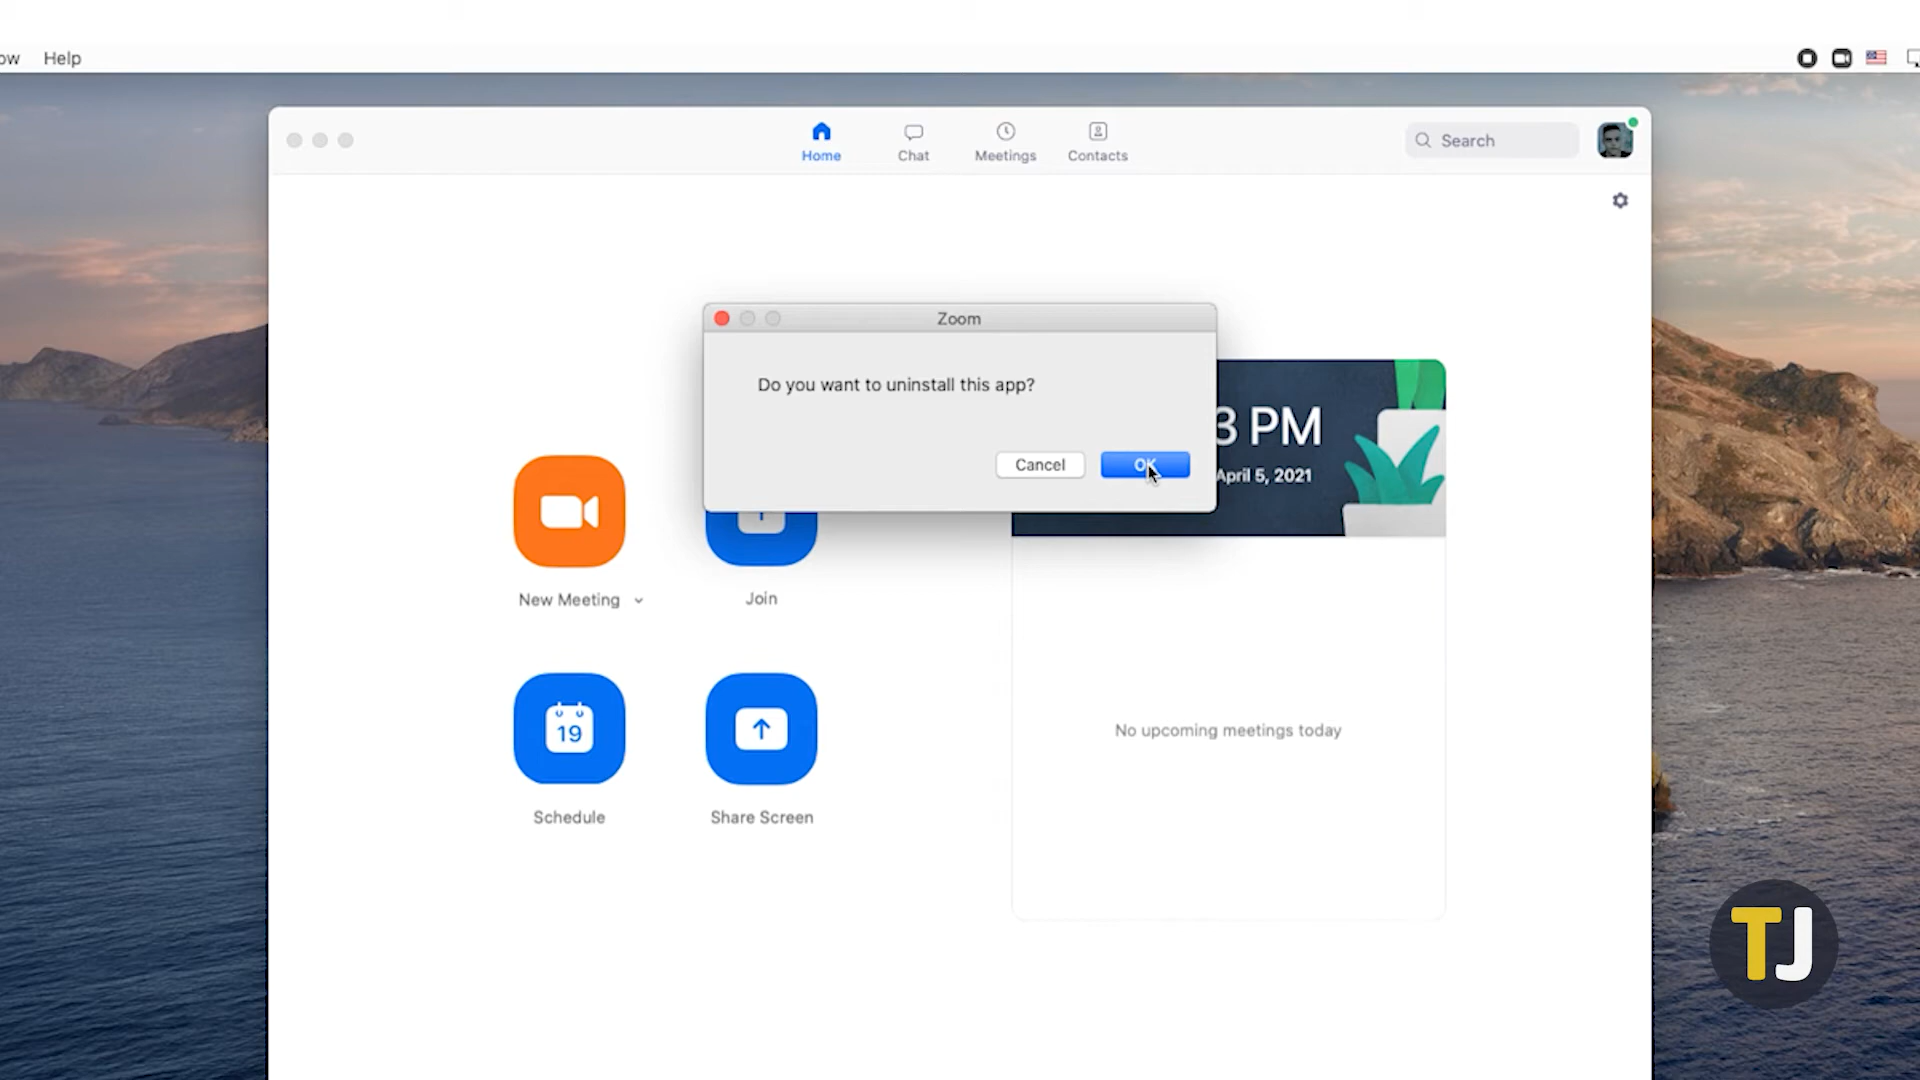 Help
Home
Chat
Meetings
Contacts
Search
Zoom
Do you want to uninstall this app?
Cancel
OK
3 PM
April 5, 2021
New Meeting
Join
19
Schedule
Share Screen
No upcoming meetings today
TJ